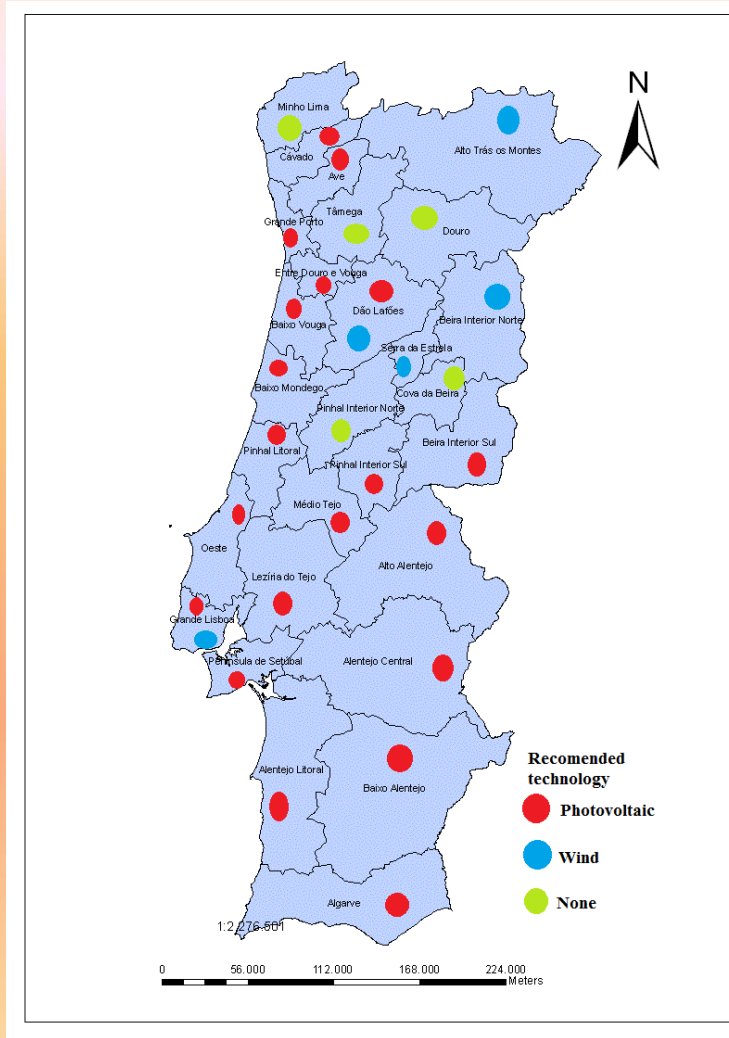 N
Minho Lima
Alto Trás os Montes
Cávado
Ave
Tâmega
Grande Porto
Douro
Entre Douro e Vouga
Dão Lafões
Beira Interior Norte
Baixo Vouga
Serra da Estrela
Baixo Mondego
Cova da Beira
Pinhal Interior Norte
Beira Interior Sul
Pinhal Litoral
Pinhal Interior Sul
Médio Tejo
Oeste
Alto Alentejo
Lezíria do Tejo
Grande Lisboa
Península de Setúbal
Alentejo Central
Alentejo Litoral
Baixo Alentejo
Recomended
technology
Photovoltaic
Wind
None
Algarve
1:2.276.501
0 56.000 112.000 168.000 224.000
Meters